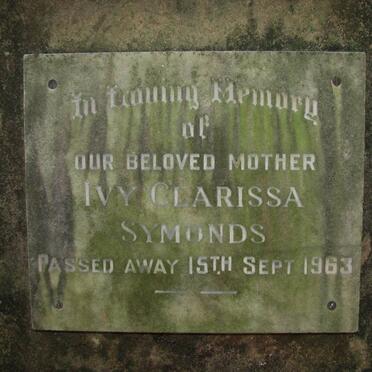 In Loving Memory
of
OUR BELOVED MOTHER
IVY CLARISSA
SYMONDS
PASSED AWAY 15TH SEPT 1963